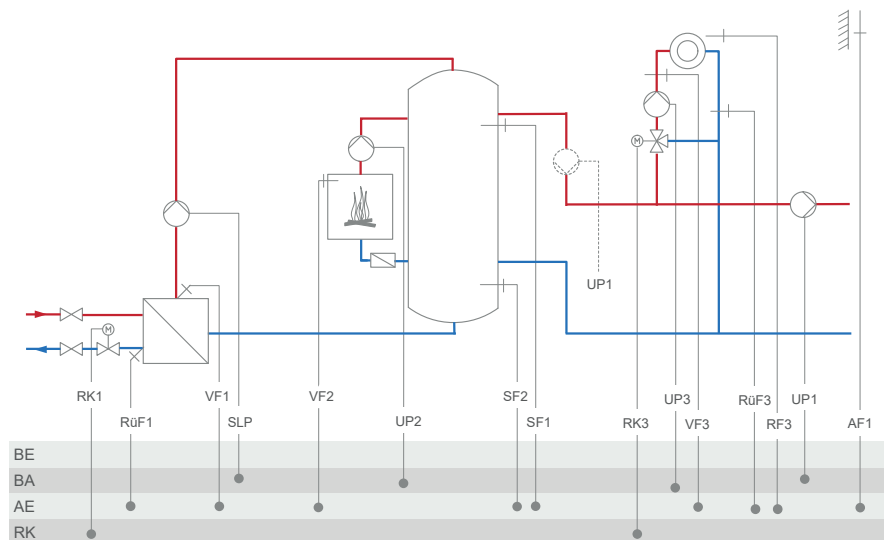 M
UP1
M
RK1
RüF1
VF1
SLP
VF2
UP2
SF2
SF1
RK3
UP3
VF3
RüF3
RF3
UP1
AF1
BE
BA
AE
RK